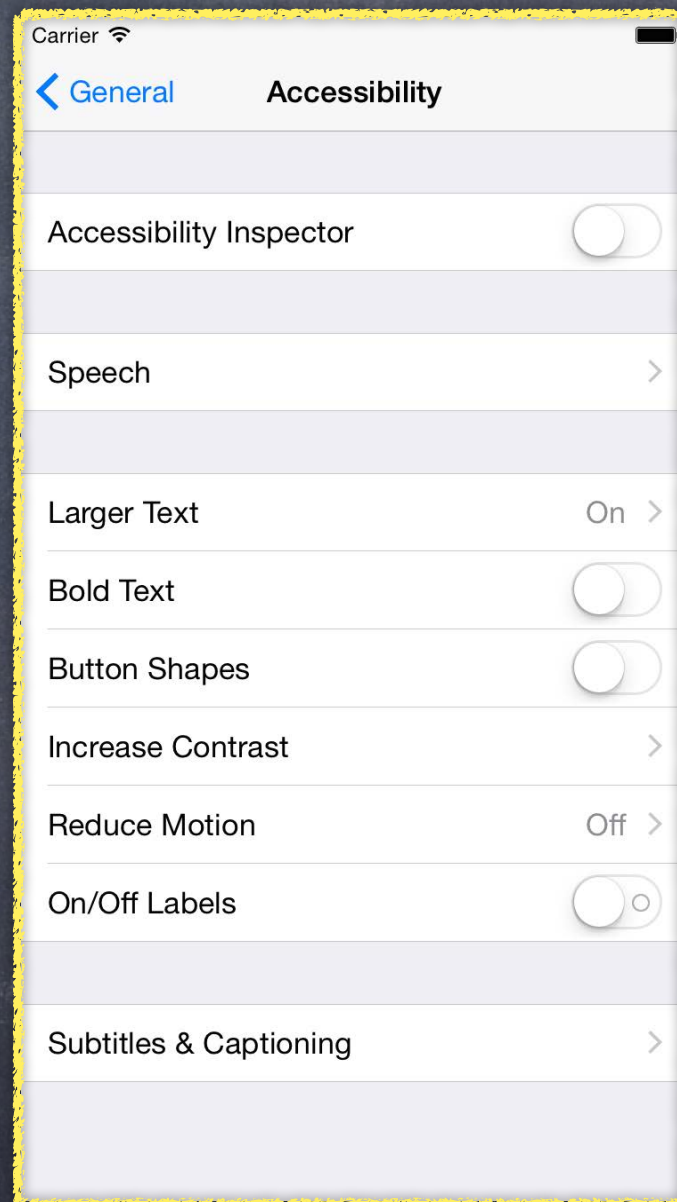 Carrier
General Accessibility
Accessibility Inspector
Speech
Larger Text On
Bold Text
Button Shapes
Increase Contrast
Reduce Motion Off
On/Off Labels
Subtitles & Captioning